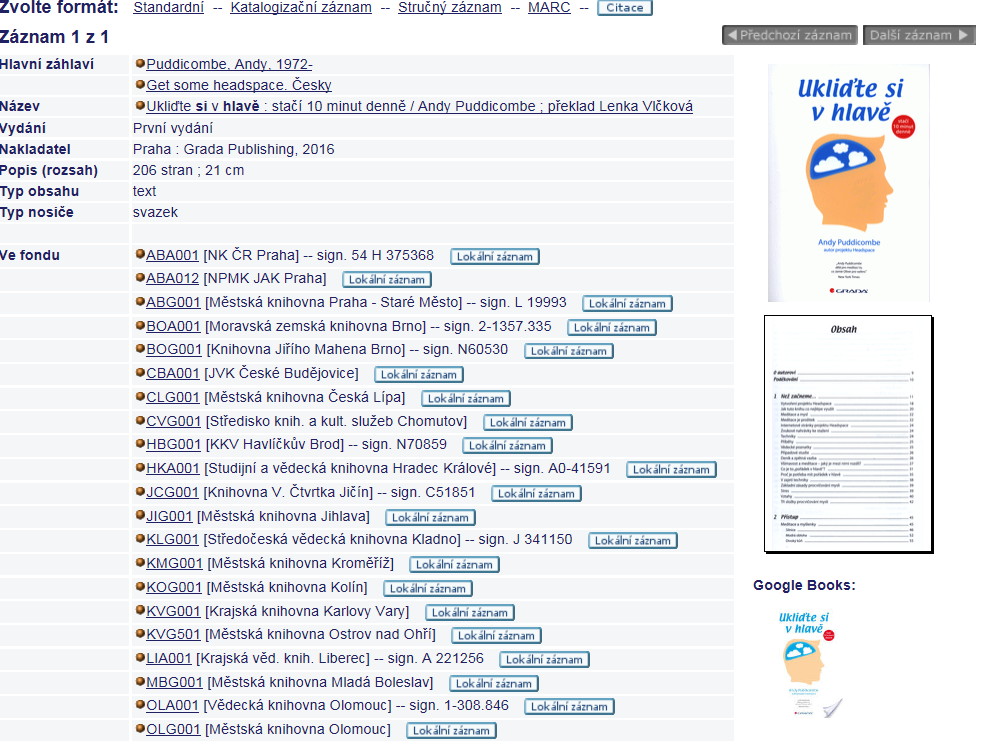 Zvolte formát: Standardní -- Katalogizační záznam -- Stručný záznam -- MARC -- Citace
Záznam 1 z 1
Předchozí záznam Další záznam
Hlavní záhlaví Puddicombe, Andy, 1972-
Get some headspace. Česky
Název Ukliďte si v hlavě : stačí 10 minut denně / Andy Puddicombe ; překlad Lenka Vlčková
Vydání První vydání
Nakladatel Praha : Grada Publishing, 2016
Popis (rozsah) 206 stran ; 21 cm
Typ obsahu text
Typ nosiče svazek
Ve fondu ABA001 [NK ČR Praha] -- sign. 54 H 375368 Lokální záznam
ABA012 [NPMK JAK Praha] Lokální záznam
ABG001 [Městská knihovna Praha - Staré Město] -- sign. L 19993 Lokální záznam
BOA001 [Moravská zemská knihovna Brno] -- sign. 2-1357.335 Lokální záznam
BOG001 [Knihovna Jiřího Mahena Brno] -- sign. N60530 Lokální záznam
CBA001 [JVK České Budějovice] Lokální záznam
CLG001 [Městská knihovna Česká Lípa] Lokální záznam
CVG001 [Středisko knih. a kult. služeb Chomutov] Lokální záznam
HBG001 [KKV Havlíčkův Brod] -- sign. N70859 Lokální záznam
HKA001 [Studijní a vědecká knihovna Hradec Králové] -- sign. A0-41591 Lokální záznam
JCG001 [Knihovna V. Čtvrtka Jičín] -- sign. C51851 Lokální záznam
JIG001 [Městská knihovna Jihlava] Lokální záznam
KLG001 [Středočeská vědecká knihovna Kladno] -- sign. J 341150 Lokální záznam
KMG001 [Městská knihovna Kroměříž] Lokální záznam
KOG001 [Městská knihovna Kolín] Lokální záznam
KVG001 [Krajská knihovna Karlovy Vary] Lokální záznam
KVG501 [Městská knihovna Ostrov nad Ohří] Lokální záznam
LIA001 [Krajská věd. knih. Liberec] -- sign. A 221256 Lokální záznam
MBG001 [Městská knihovna Mladá Boleslav] Lokální záznam
OLA001 [Vědecká knihovna Olomouc] -- sign. 1-308.846 Lokální záznam
OLG001 [Městská knihovna Olomouc] Lokální záznam
Ukliďte si
v hlavě
stačí
10 minut
denně
Andy Puddicombe
autor projektu Headspace
GRADA
Obsah
O autorovi
Poděkování
1 Než začneme...
2 Přístup
Google Books:
Ukliďte si
v hlavě